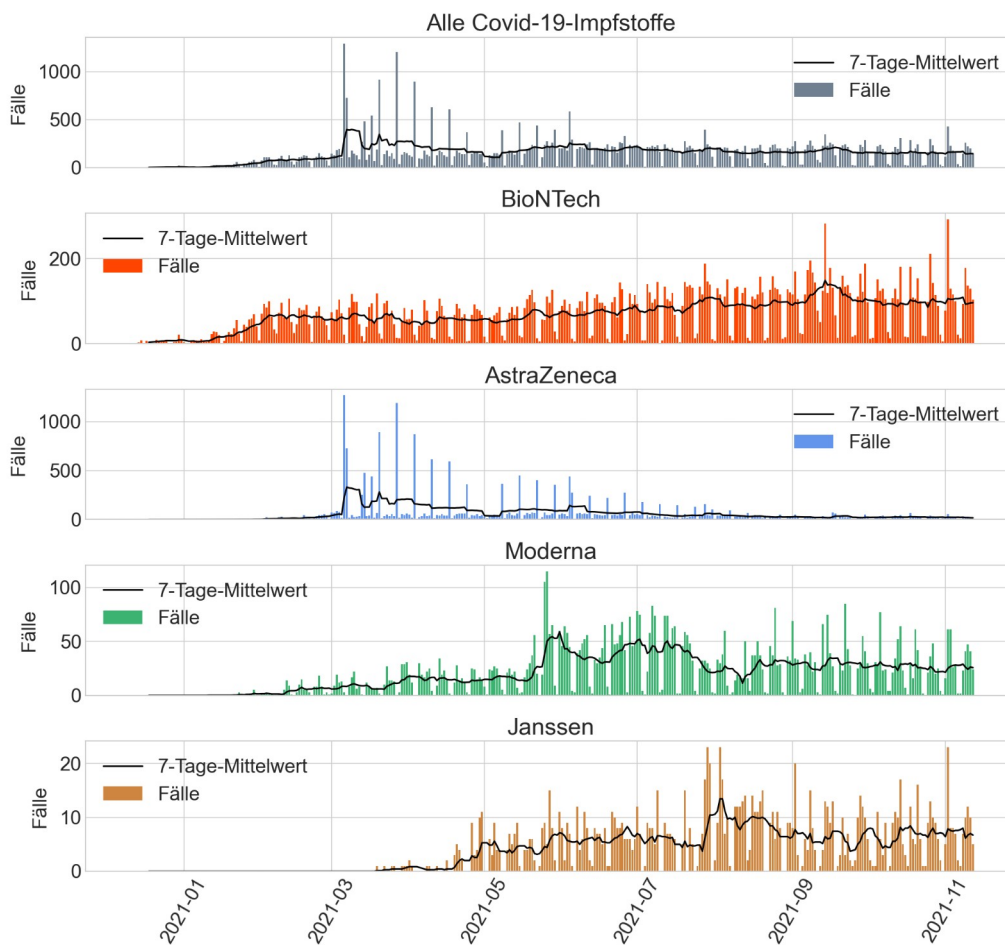 Alle Covid-19-Impfstoffe
Fälle
1000
500
0
7-Tage-Mittelwert
Fälle
BioNTech
Fälle
200
0
7-Tage-Mittelwert
Fälle
AstraZeneca
Fälle
1000
500
0
7-Tage-Mittelwert
Fälle
Moderna
Fälle
100
50
0
7-Tage-Mittelwert
Fälle
Janssen
Fälle
20
10
0
7-Tage-Mittelwert
Fälle
2021-01
2021-03
2021-05
2021-07
2021-09
2021-11